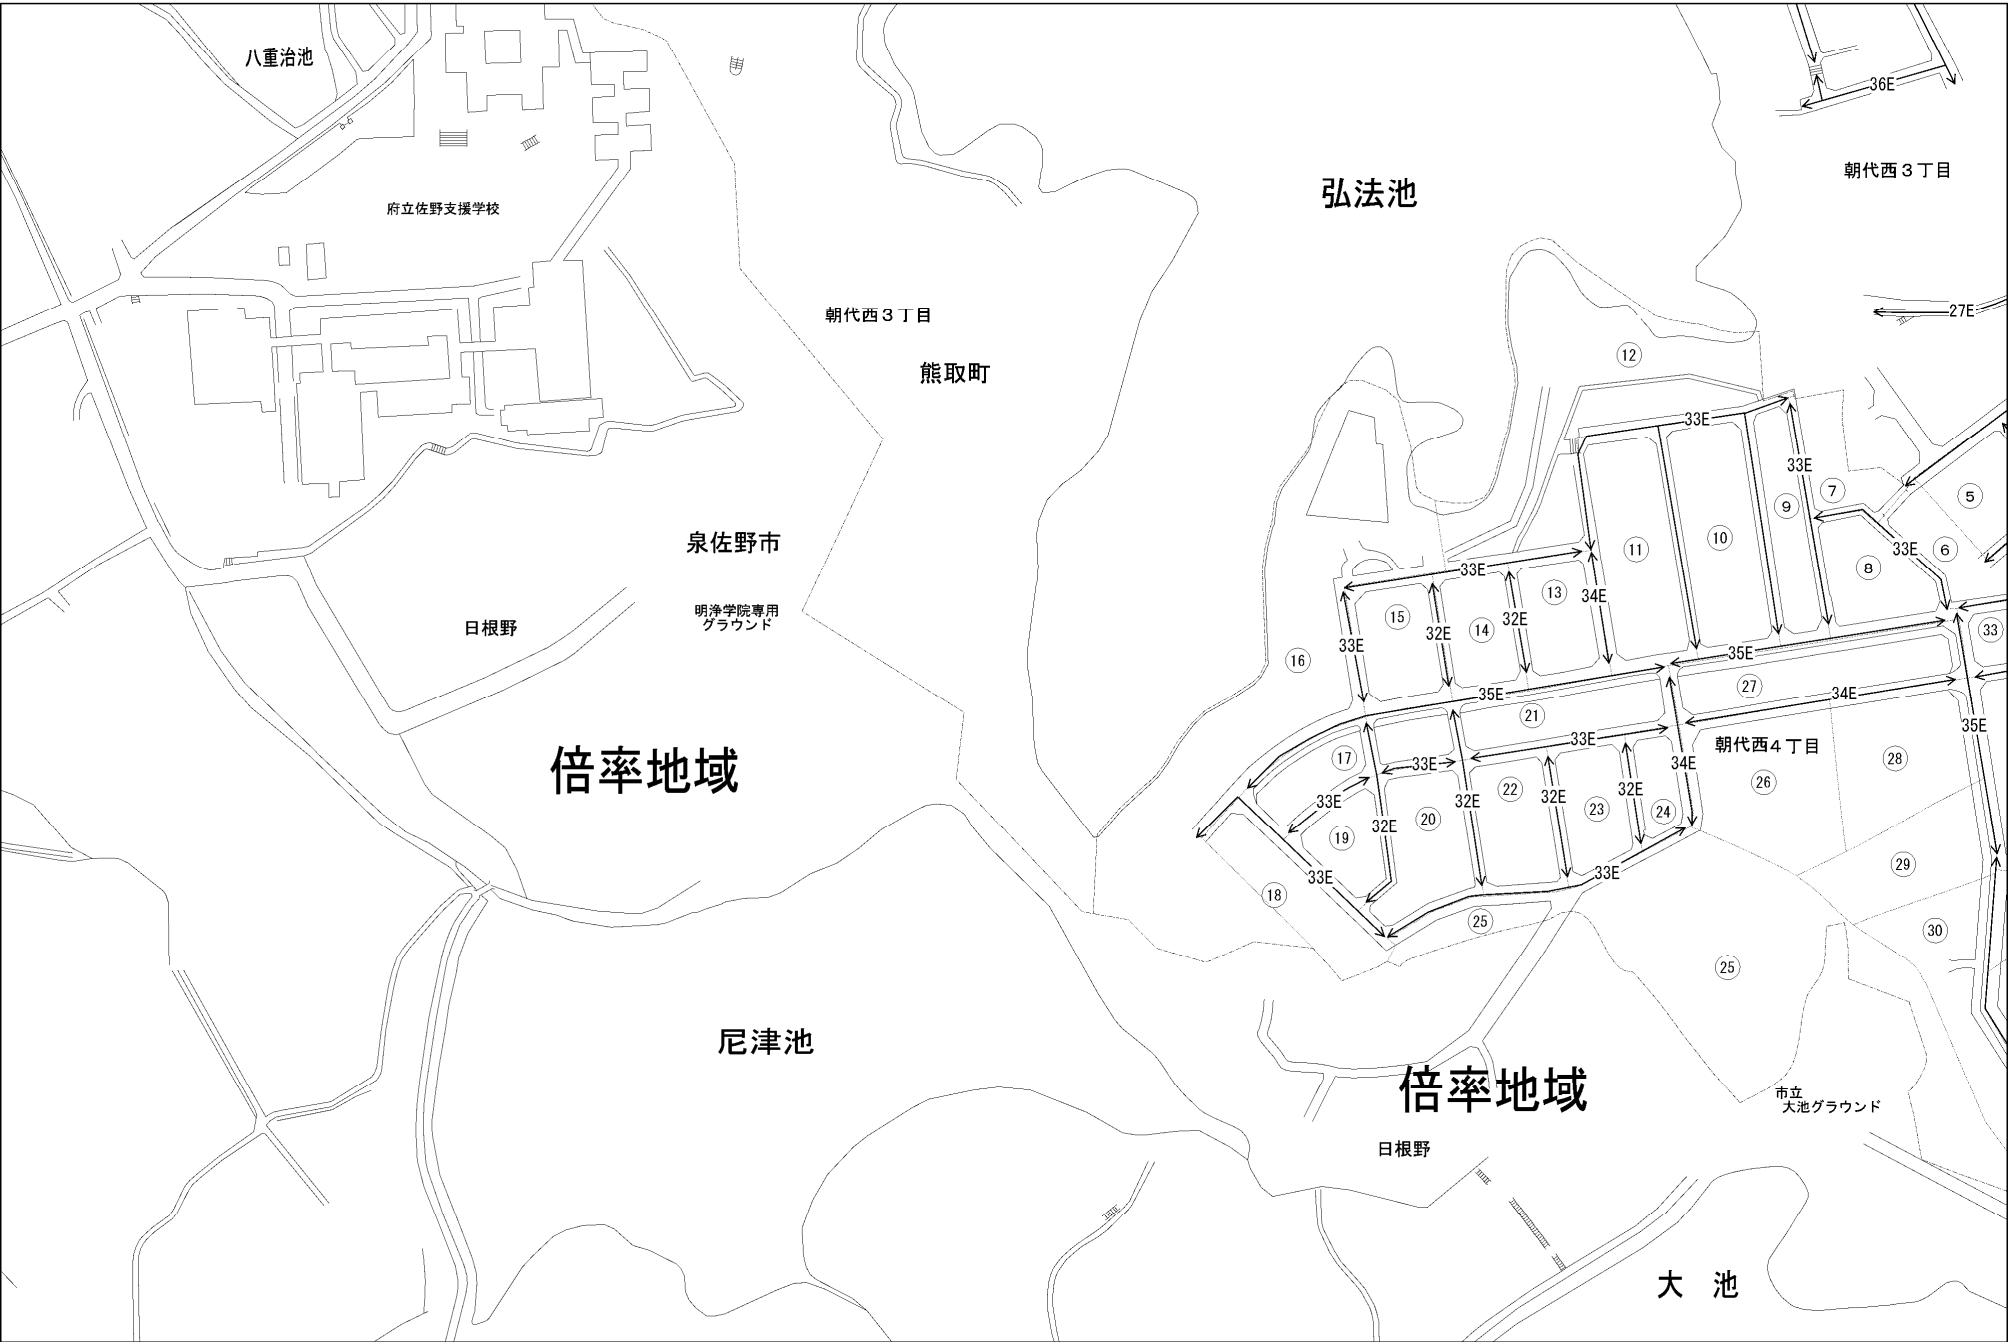 八重治池
36E
朝代西３丁目
弘法池
府立佐野支援学校
朝代西３丁目
27E
熊取町
⑫
33E
33E
⑦
⑤
⑨
泉佐野市
⑪
⑩
33E
⑥
⑧
33E
⑬
34E
明浄学院専用
グラウンド
日根野
⑮
32E
⑭
32E
㉝
33E
⑯
35E
35E
㉗
34E
㉑
35E
33E
朝代西４丁目
⑰
33E
34E
㉘
㉖
倍率地域
33E
32E
㉒
32E
32E
㉓
㉔
⑲
32E
⑳
㉙
33E
33E
⑱
㉕
㉚
㉕
尼津池
倍率地域
市立
大池グラウンド
日根野
大　池